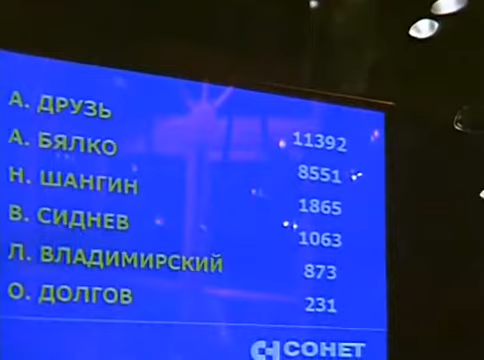 А. ДРУЗЬ 11392
А. БЯЛКО 8551
Н. ШАНГИН 1865
В. СИДНЕВ 1063
Л. ВЛАДИМИРСКИЙ 873
О. ДОЛГОВ 231
СОНЕТ